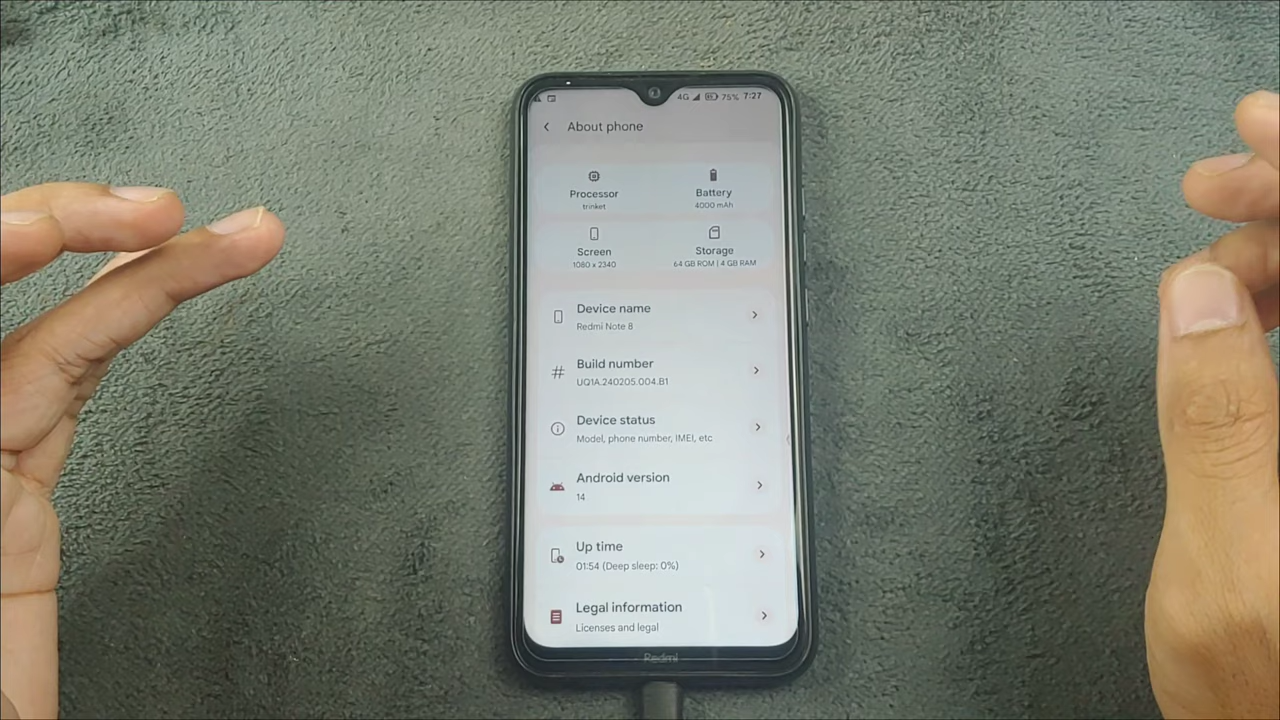 4G 75% 7:27
About phone
Processor
trinket
Battery
4000 mAh
Screen
1080 x 2340
Storage
64 GB ROM | 4 GB RAM
Device name
Redmi Note 8
Build number
UQ1A.240205.004.B1
Device status
Model, phone number, IMEI, etc
Android version
14
Up time
01:54 (Deep sleep: 0%)
Legal information
Licenses and legal
Redmi